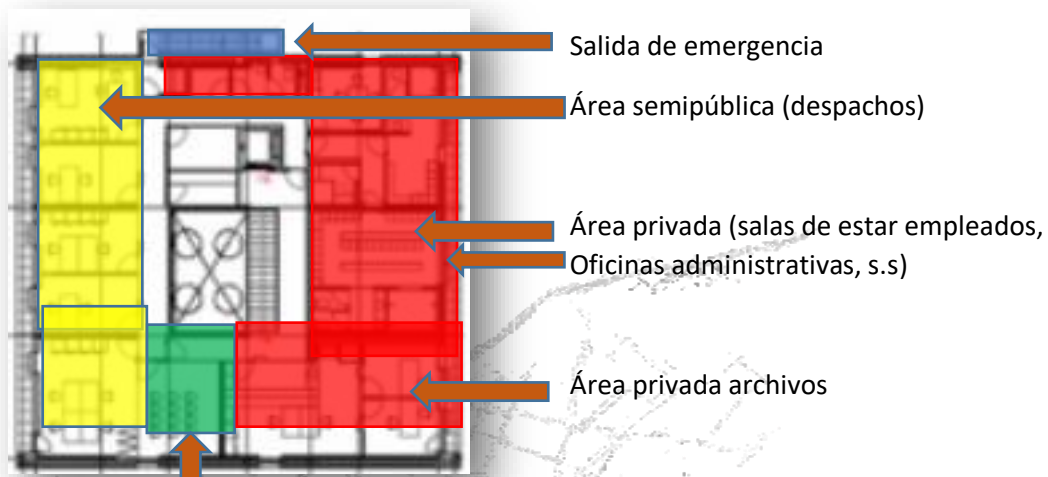 Salida de emergencia
Área semipública (despachos)
Área privada (salas de estar empleados,
Oficinas administrativas, s.s)
Área privada archivos